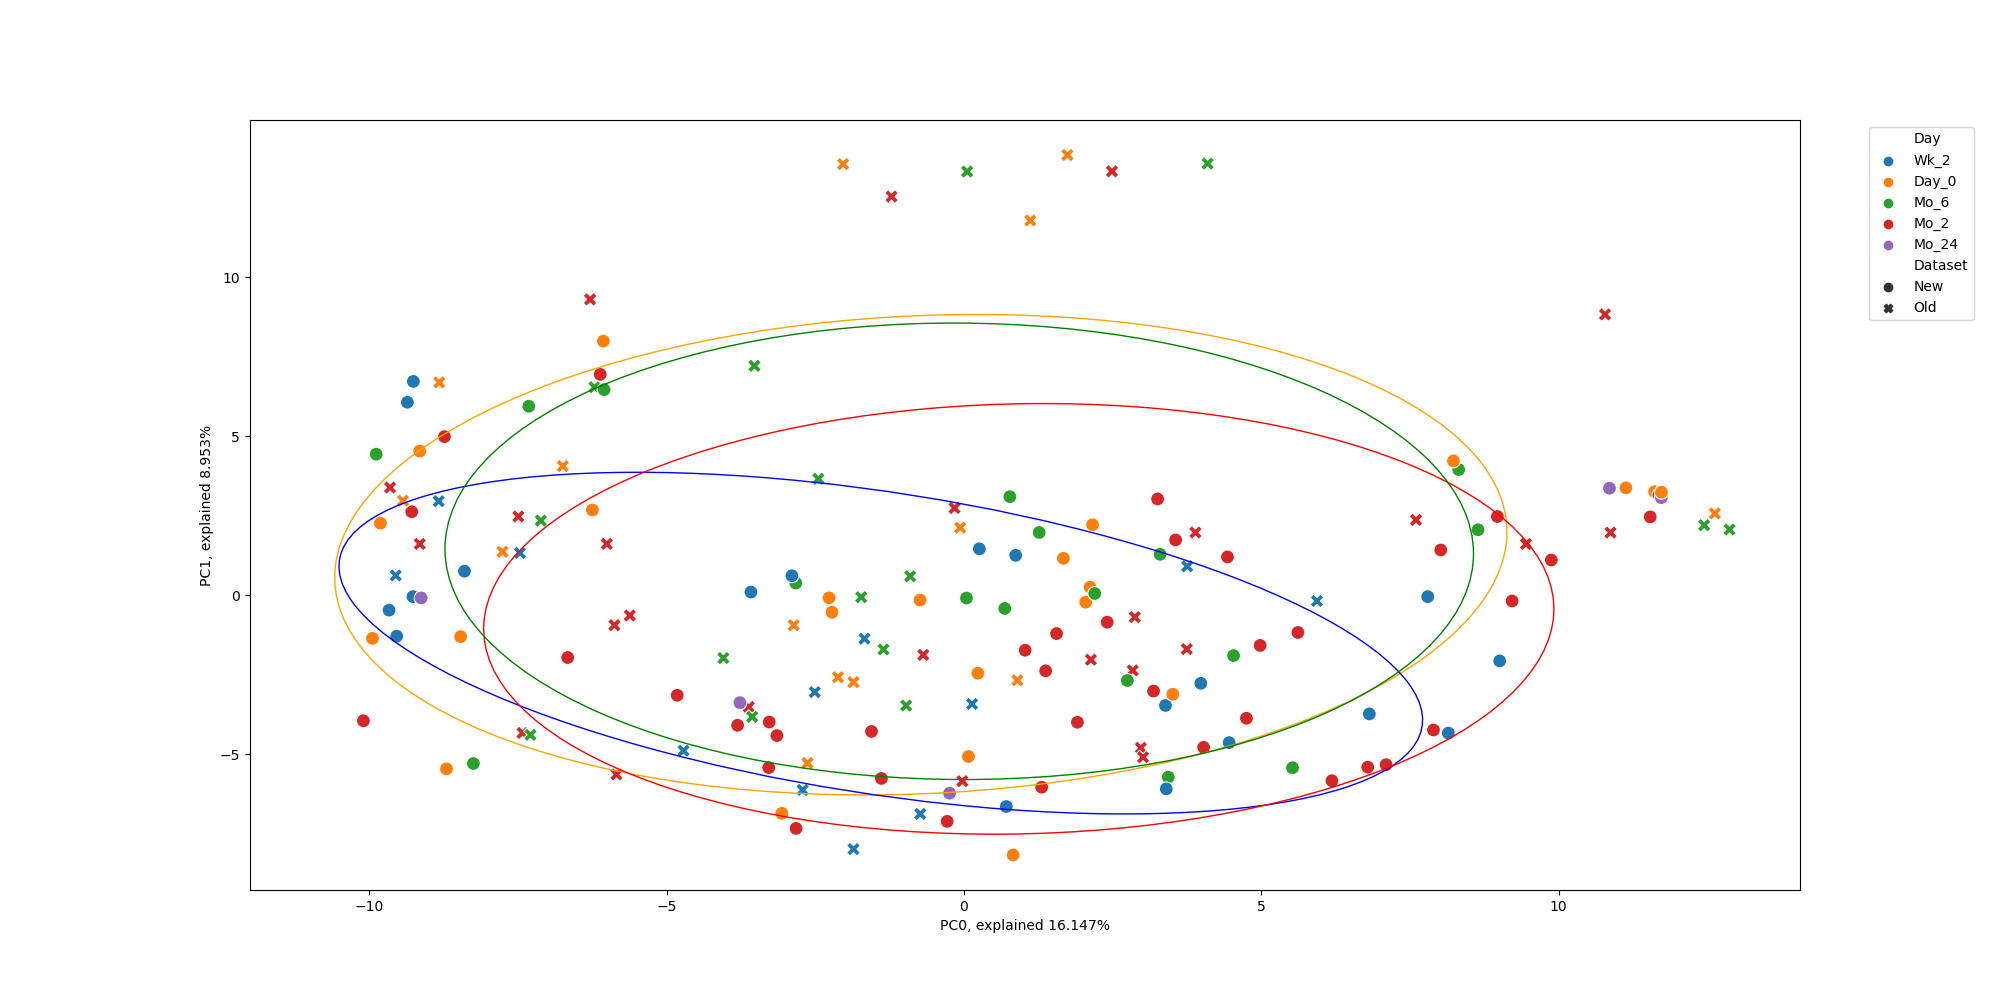 Day
Wk_2
Day_0
Mo_6
Mo_2
Mo_24
Dataset
New
Old
10
5
0
−5
PC1, explained 8.953%
−10
−5
0
5
10
PC0, explained 16.147%